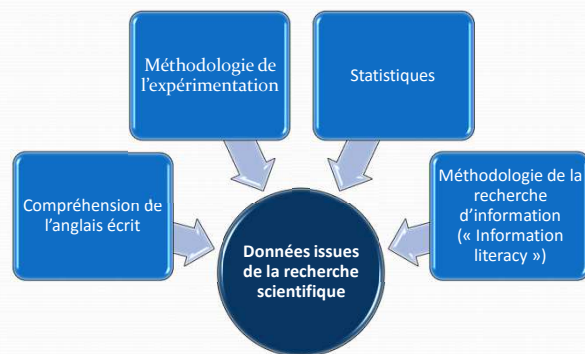 Méthodologie de
l'expérimentation
Statistiques
Compréhension de
l'anglais écrit
Méthodologie de la
recherche
d'information
(« Information
literacy »)
Données issues
de la recherche
scientifique